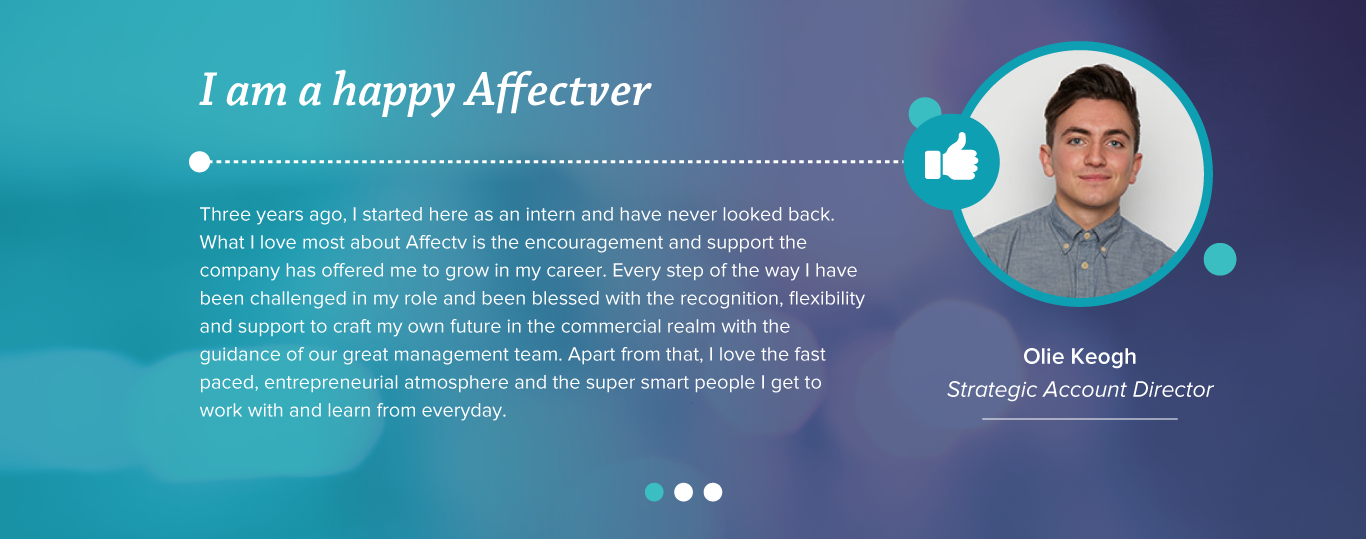 I am a happy Affectver
Three years ago, I started here as an intern and have never looked back.
What I love most about Affectv is the encouragement and support the
company has offered me to grow in my career. Every step of the way I have
been challenged in my role and been blessed with the recognition, flexibility
and support to craft my own future in the commercial realm with the
guidance of our great management team. Apart from that, I love the fast
paced, entrepreneurial atmosphere and the super smart people I get to
work with and learn from everyday.
Olie Keogh
Strategic Account Director